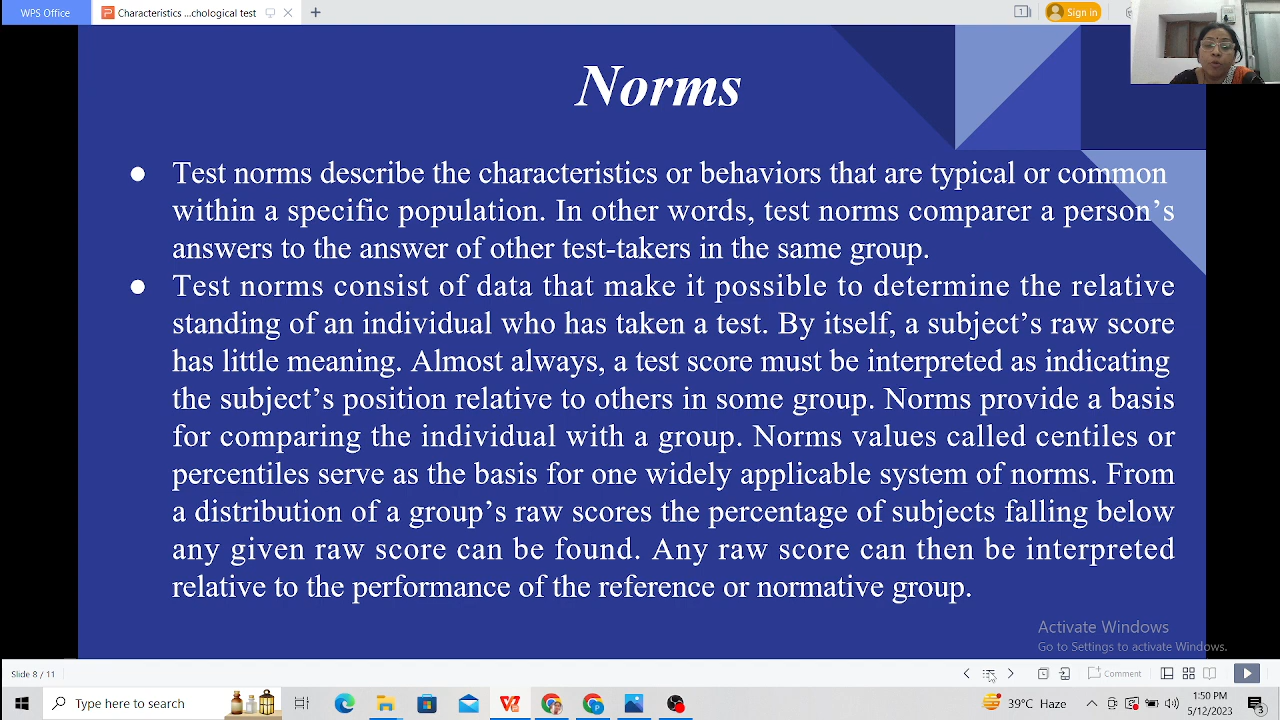 WPS Office
Characteristics ...chological test
Sign in
Norms
Test norms describe the characteristics or behaviors that are typical or common
within a specific population. In other words, test norms comparer a person's
answers to the answer of other test-takers in the same group.
Test norms consist of data that make it possible to determine the relative
standing of an individual who has taken a test. By itself, a subject's raw score
has little meaning. Almost always, a test score must be interpreted as indicating
the subject's position relative to others in some group. Norms provide a basis
for comparing the individual with a group. Norms values called centiles or
percentiles serve as the basis for one widely applicable system of norms. From
a distribution of a group's raw scores the percentage of subjects falling below
any given raw score can be found. Any raw score can then be interpreted
relative to the performance of the reference or normative group.
Activate Windows
Go to Settings to activate Windows.
Slide 8 / 11
Comment
Type here to search
39°C Haze
1:50 PM
5/12/2023
3